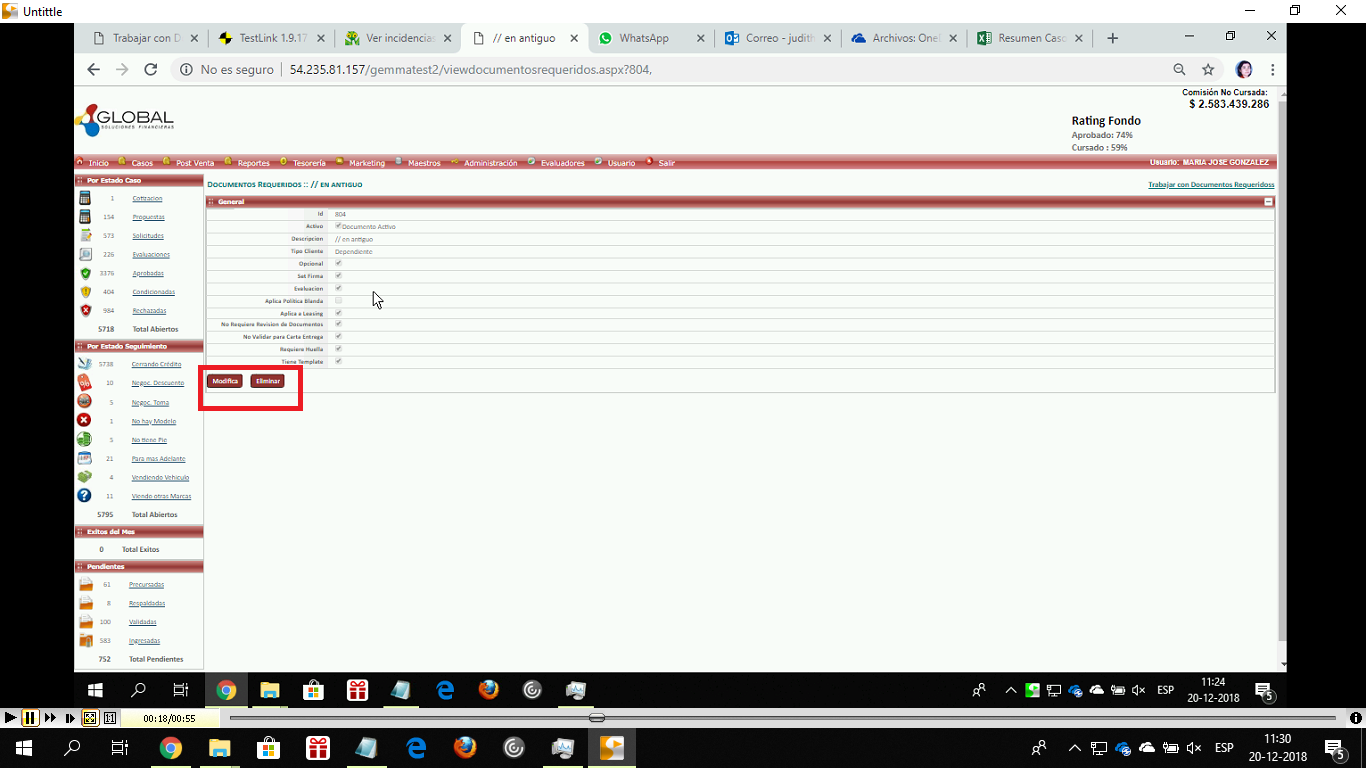 Untittle
Trabajar con D
TestLink 1.9.17
Ver incidencias
// en antiguo
WhatsApp
Correo - judith
Archivos: One
Resumen Caso
No es seguro | 54.235.81.157/gemmatest2/viewdocumentosrequeridos.aspx?804,
Comisión No Cursada:
$ 2.583.439.286
GLOBAL
SOLUCIONES FINANCIERAS
Rating Fondo
Aprobado: 74%
Cursado : 59%
Inicio Casos Post Venta Reportes Tesorería Marketing Maestros Administración Evaluadores Usuario Salir
Usuario: MARIA JOSE GONZALEZ
Por Estado Caso
1 Cotizacion
154 Propuestas
573 Solicitudes
226 Evaluaciones
3376 Aprobadas
404 Condicionadas
984 Rechazadas
5718 Total Abiertos
Por Estado Seguimiento
5738 Cerrando Crédito
10 Negoc. Descuento
5 Negoc. Toma
1 No hay Modelo
5 No tiene Pie
21 Para mas Adelante
4 Vendiendo Vehiculo
11 Viendo otras Marcas
5795 Total Abiertos
Exitos del Mes
0 Total Exitos
Pendientes
61 Precursadas
8 Respaldadas
100 Validadas
583 Ingresadas
752 Total Pendientes
DOCUMENTOS REQUERIDOS :: // EN ANTIGUO
Trabajar con Documentos Requeridoss
General
Id 804
Activo Documento Activo
Descripcion // en antiguo
Tipo Cliente Dependiente
Opcional
Set Firma
Evaluacion
Aplica Politica Blanda
Aplica a Leasing
No Requiere Revision de Documentos
No Validar para Carta Entrega
Requiere Huella
Tiene Template
Modifica Eliminar
ESP
11:24
20-12-2018
5
00:18/00:55
ESP
11:30
20-12-2018
5